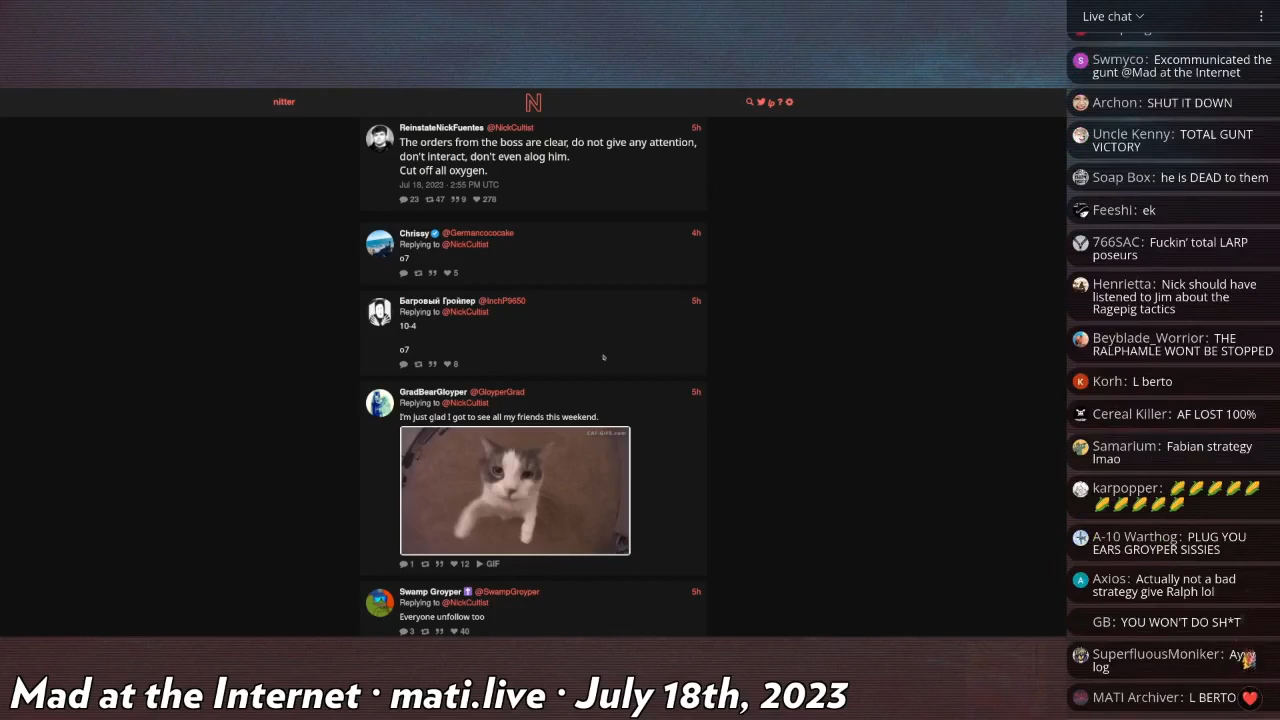 nitter
ReinstateNickFuentes @NickCultist 5h
The orders from the boss are clear, do not give any attention,
don't interact, don't even alog him.
Cut off all oxygen.
Jul 18, 2023 · 2:55 PM UTC
23 47 9 278
Chrissy @Germancococake 4h
Replying to @NickCultist
o7
5
Багровый Гройпер @InchP9650 5h
Replying to @NickCultist
10-4
o7
8
GradBearGloyper @GloyperGrad 5h
Replying to @NickCultist
I'm just glad I got to see all my friends this weekend.
CAT-GIFS.com
1 12 GIF
Swamp Groyper @SwampGroyper 5h
Replying to @NickCultist
Everyone unfollow too
3 40
Live chat
Swmyco: Excommunicated the
gunt @Mad at the Internet
Archon: SHUT IT DOWN
Uncle Kenny: TOTAL GUNT
VICTORY
Soap Box: he is DEAD to them
Feeshi: ek
766SAC: Fuckin' total LARP
poseurs
Henrietta: Nick should have
listened to Jim about the
Ragepig tactics
Beyblade_Worrior: THE
RALPHAMLE WONT BE STOPPED
Korh: L berto
Cereal Killer: AF LOST 100%
Samarium: Fabian strategy
lmao
karpopper: 🌽🌽🌽🌽🌽
🌽🌽🌽🌽🌽
A-10 Warthog: PLUG YOU
EARS GROYPER SISSIES
Axios: Actually not a bad
strategy give Ralph lol
GB: YOU WON'T DO SH*T
SuperfluousMoniker:
log
MATI Archiver: L BERTO
Mad at the Internet · mati.live · July 18th, 2023